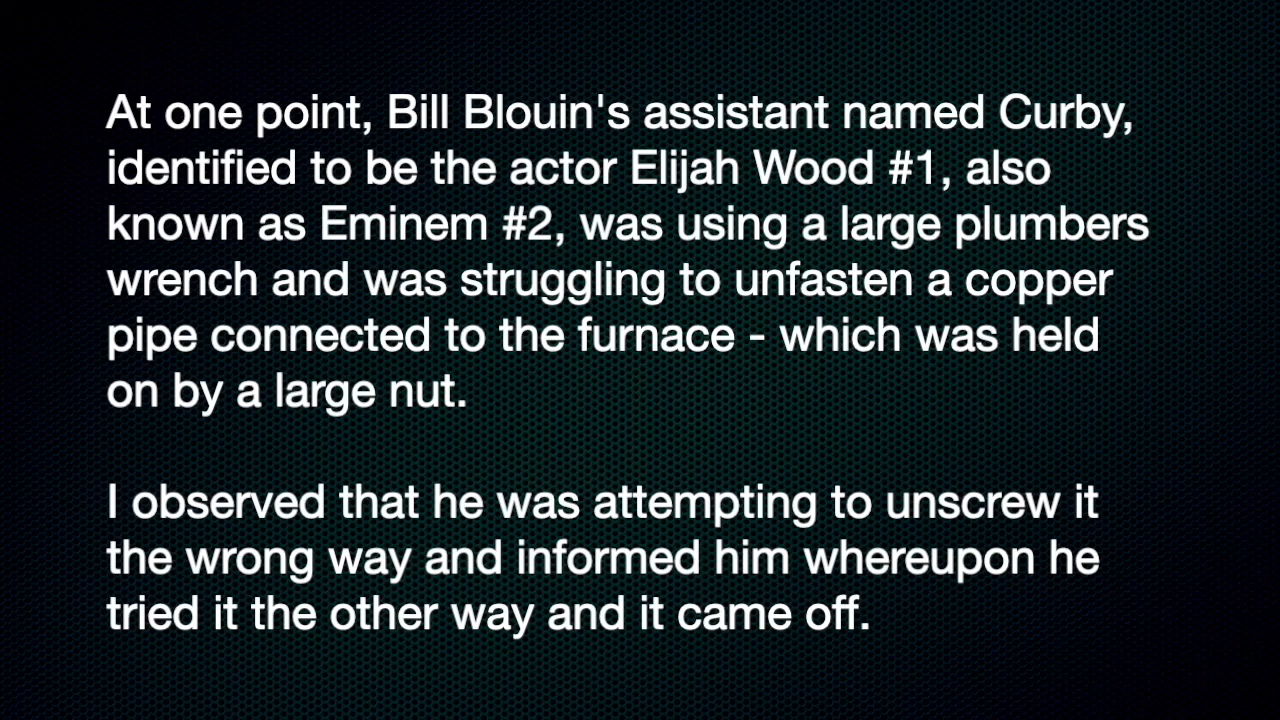 At one point, Bill Blouin's assistant named Curby,
identified to be the actor Elijah Wood #1, also
known as Eminem #2, was using a large plumbers
wrench and was struggling to unfasten a copper
pipe connected to the furnace - which was held
on by a large nut.
I observed that he was attempting to unscrew it
the wrong way and informed him whereupon he
tried it the other way and it came off.